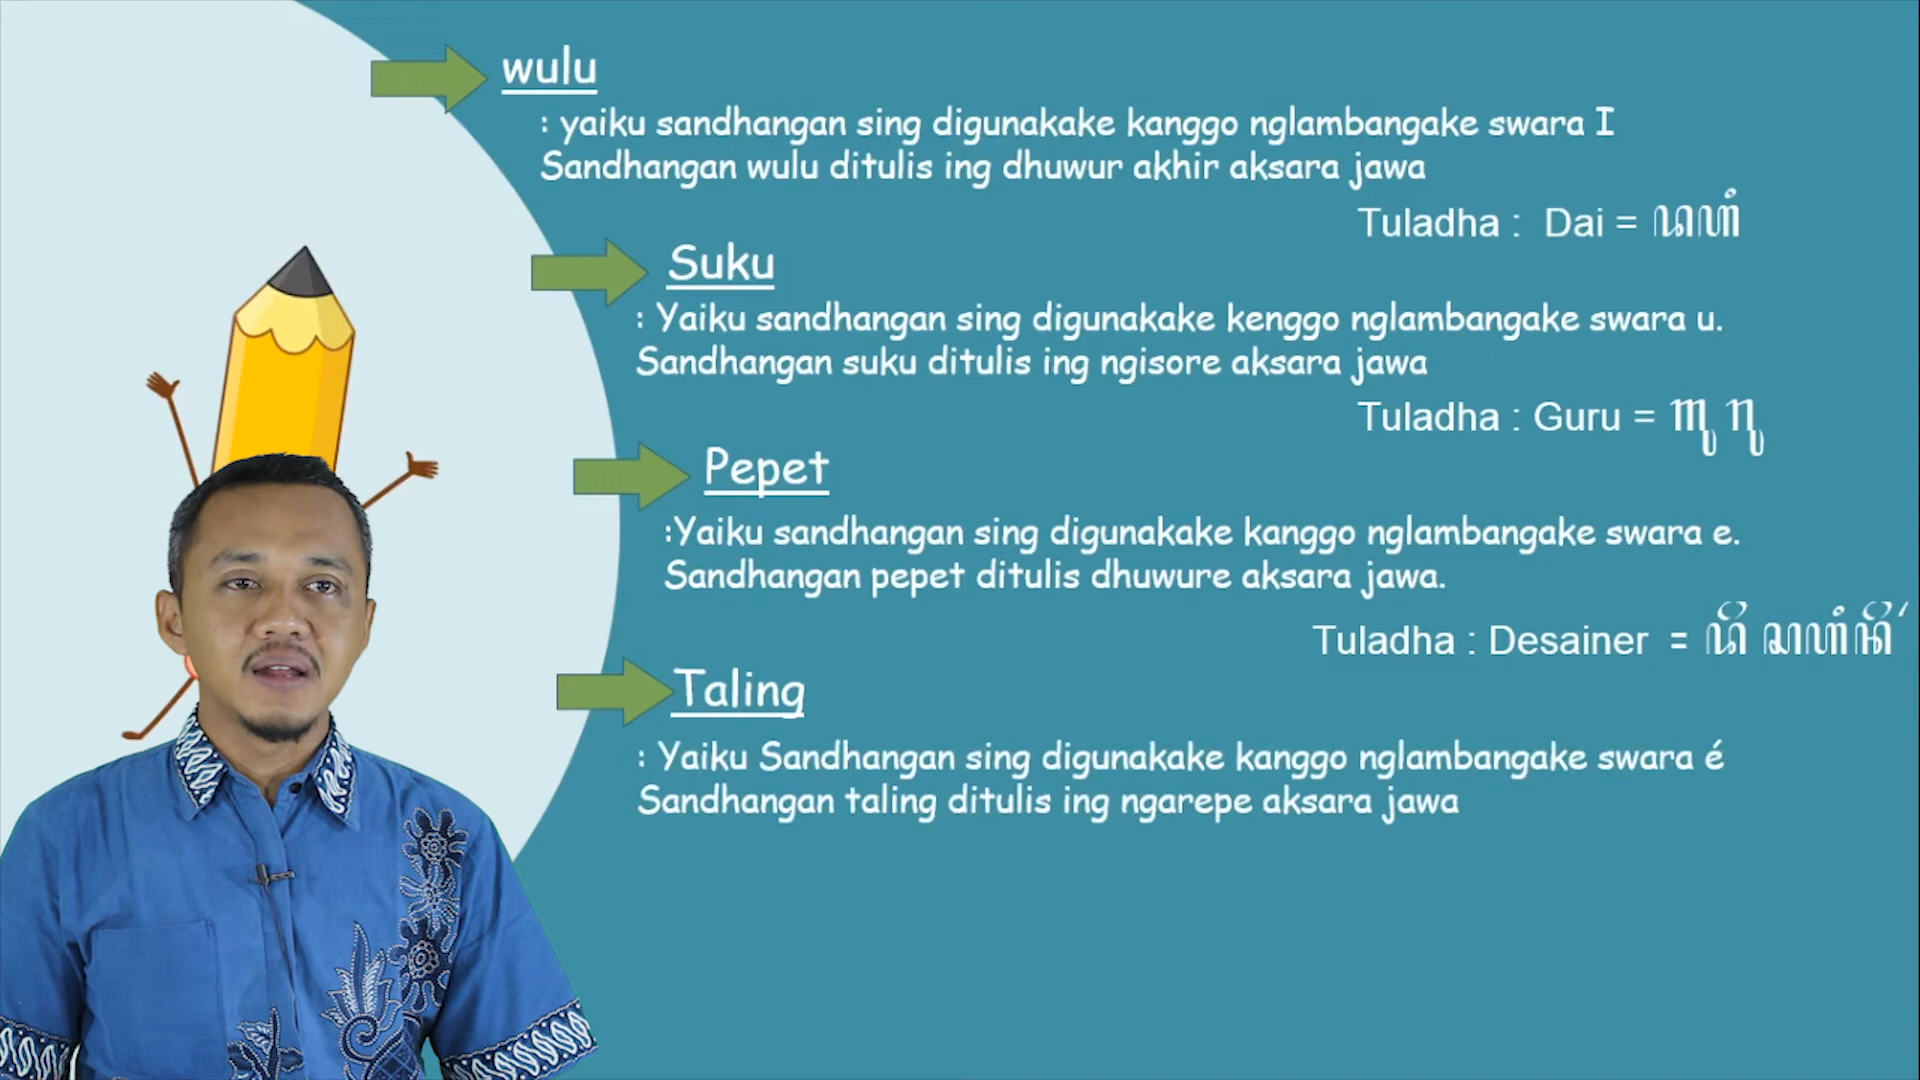 wulu
: yaiku sandhangan sing digunakake kanggo nglambangake swara I
Sandhangan wulu ditulis ing dhuwur akhir aksara jawa
Tuladha : Dai = ꦢꦲꦶ
Suku
: Yaiku sandhangan sing digunakake kenggo nglambangake swara u.
Sandhangan suku ditulis ing ngisore aksara jawa
Tuladha : Guru = ꦒꦸ ꦫꦸ
Pepet
:Yaiku sandhangan sing digunakake kanggo nglambangake swara e.
Sandhangan pepet ditulis dhuwure aksara jawa.
Tuladha : Desainer =
Taling
: Yaiku Sandhangan sing digunakake kanggo nglambangake swara é
Sandhangan taling ditulis ing ngarepe aksara jawa